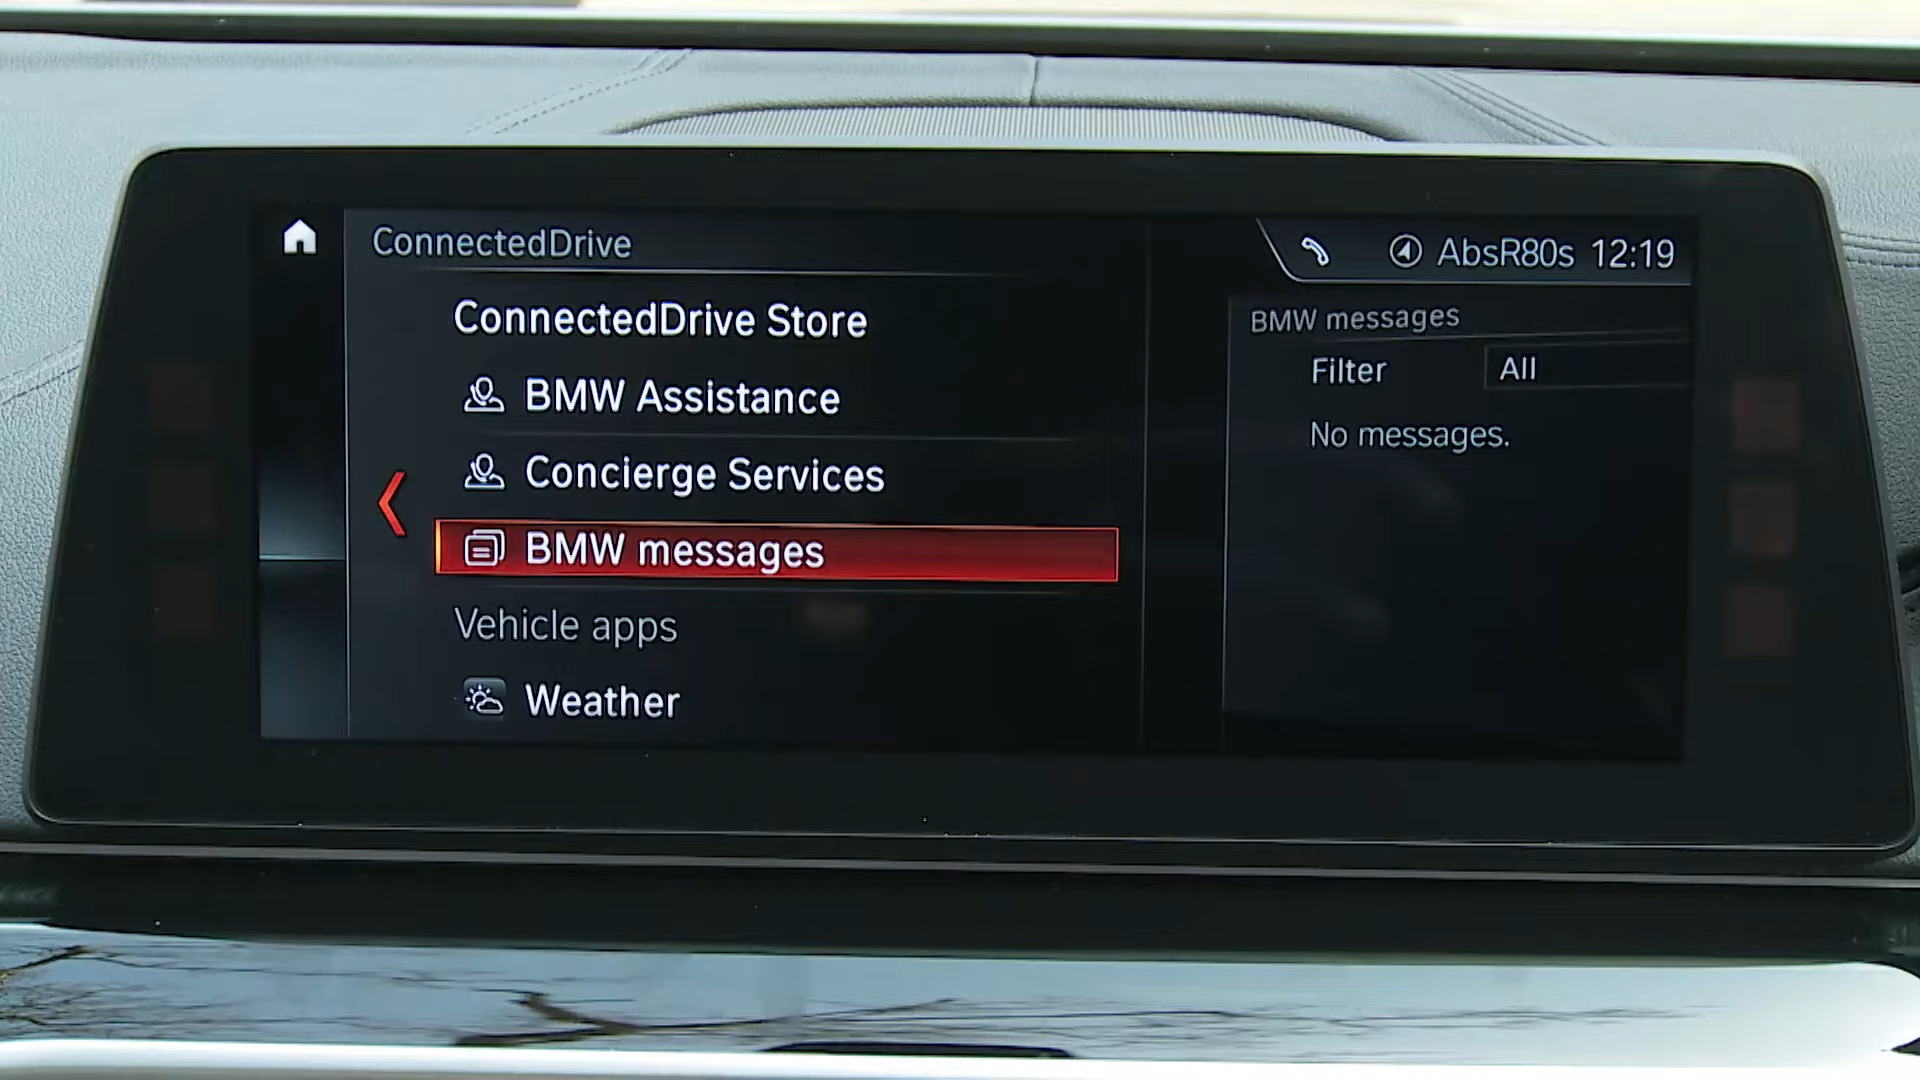 ConnectedDrive
AbsR80s 12:19
ConnectedDrive Store
BMW Assistance
Concierge Services
BMW messages
Vehicle apps
Weather
BMW messages
Filter All
No messages.